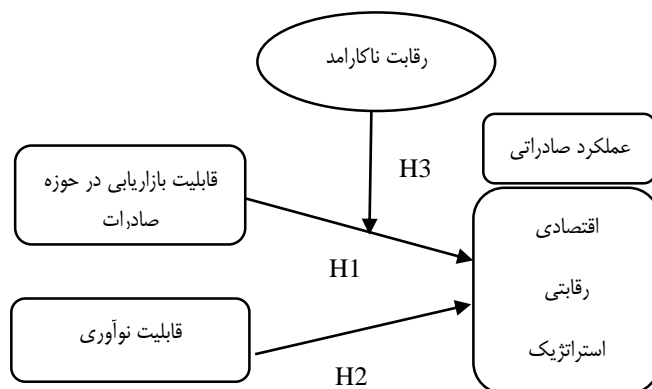 رقابت ناکارامد
عملکرد صادراتی
H3
قابلیت بازاریابی در حوزه
صادرات
اقتصادی
رقابتی
استراتژیک
H1
قابلیت نوآوری
H2